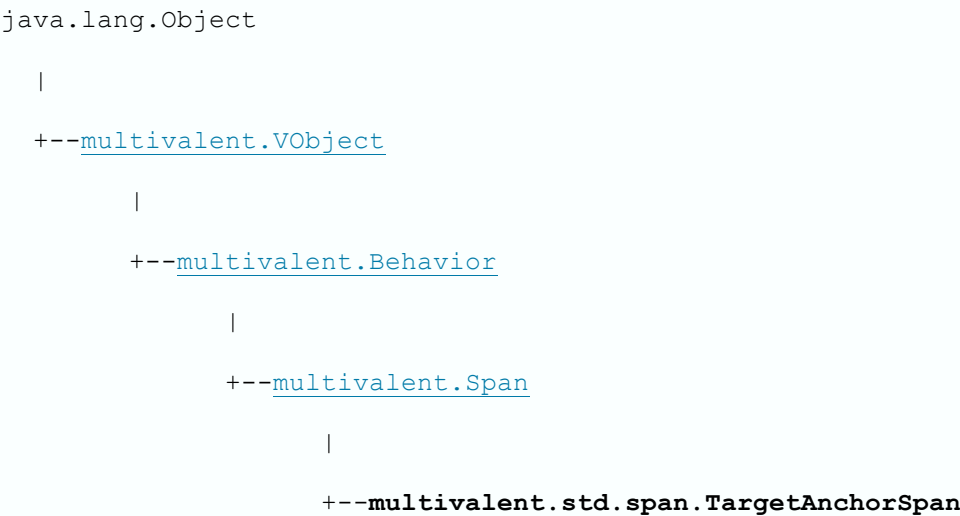 java.lang.Object
  |
  +--multivalent.VObject
        |
        +--multivalent.Behavior
              |
              +--multivalent.Span
                    |
                    +--multivalent.std.span.TargetAnchorSpan